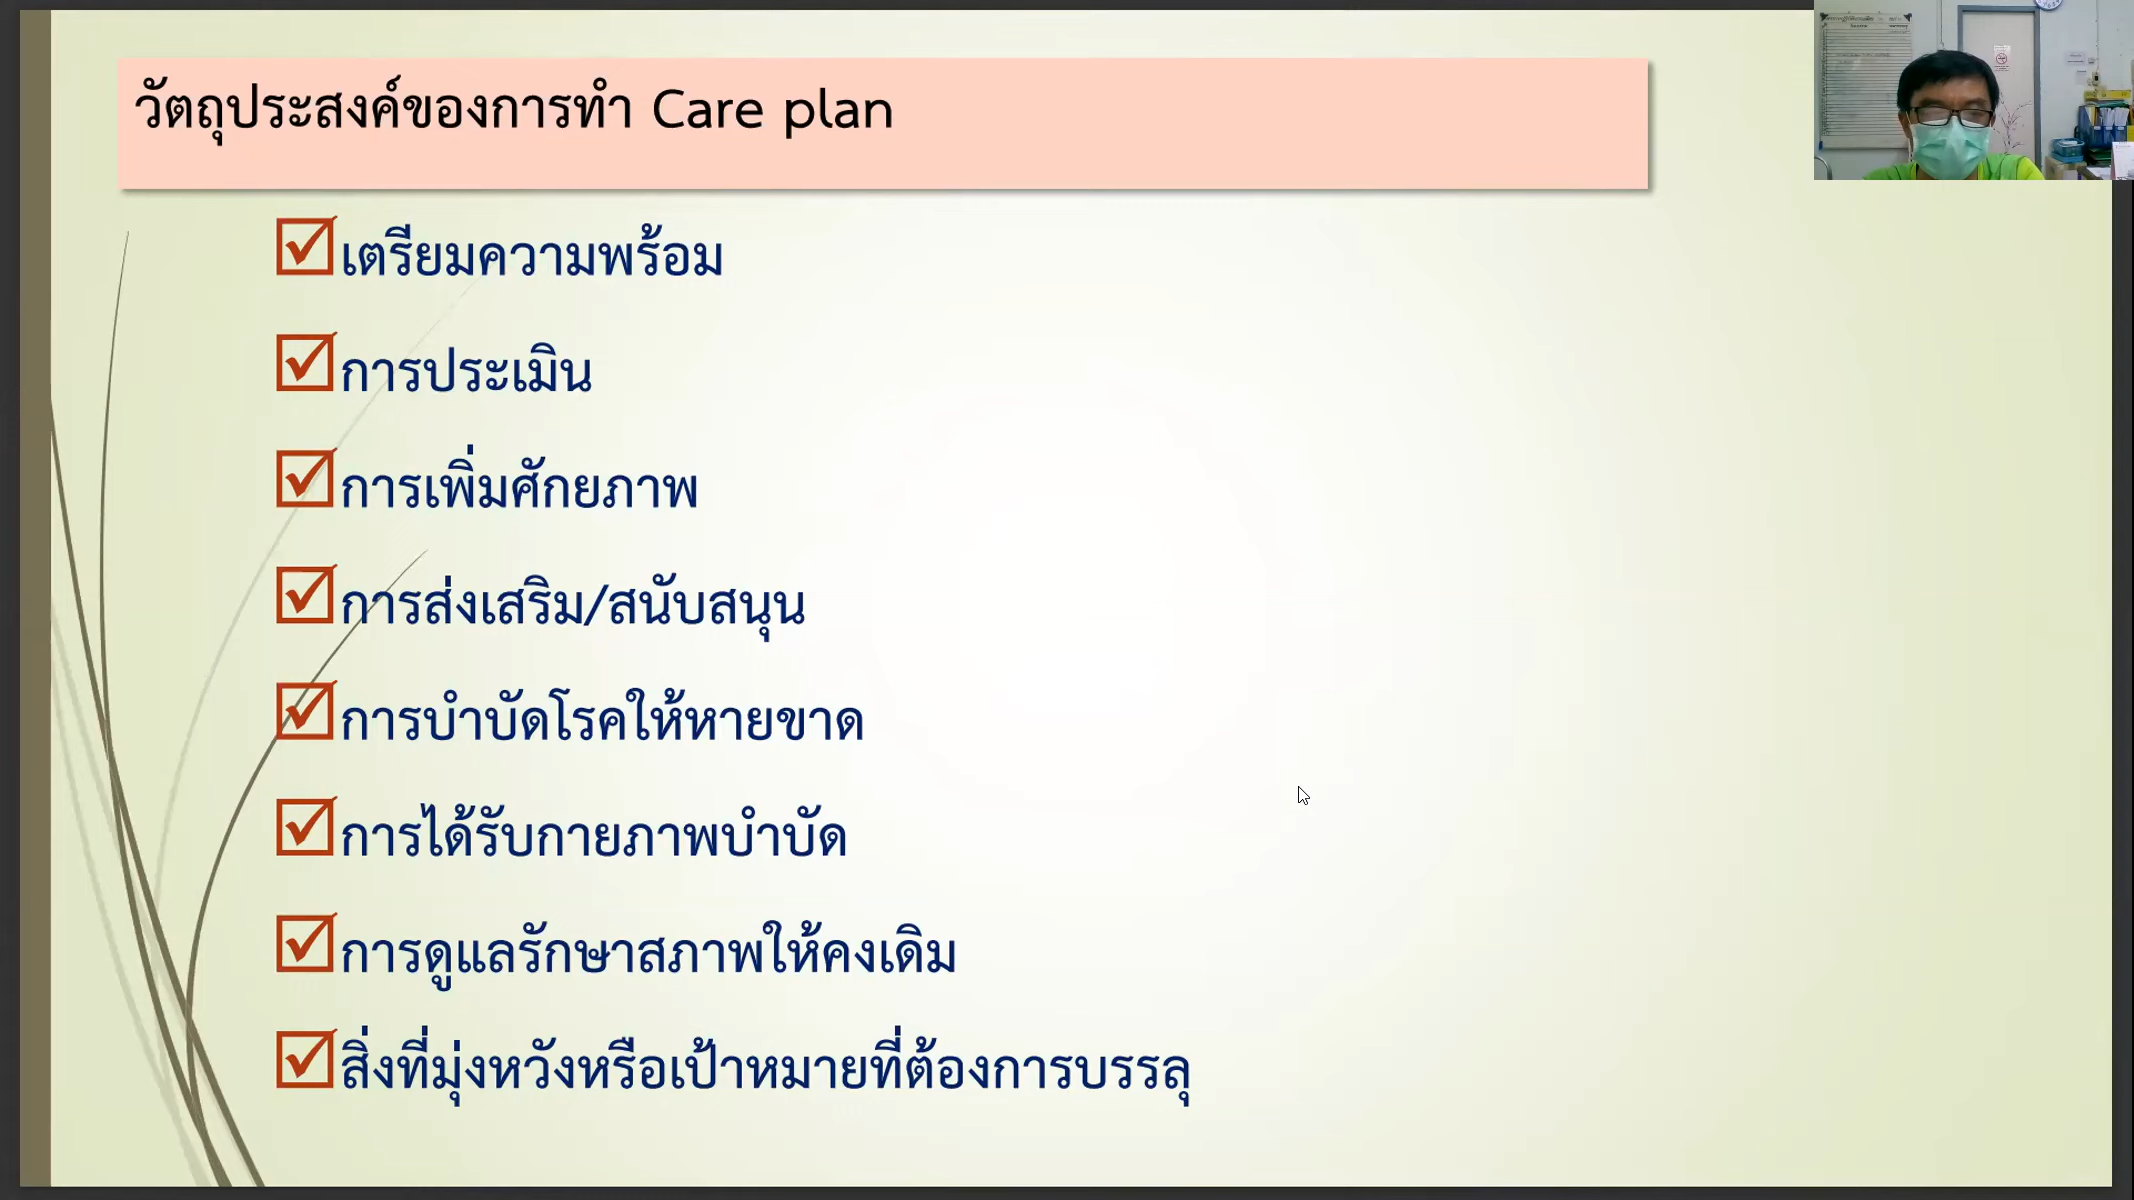 วัตถุประสงค์ของการทำ Care plan
เตรียมความพร้อม
การประเมิน
การเพิ่มศักยภาพ
การส่งเสริม/สนับสนุน
การบำบัดโรคให้หายขาด
การได้รับกายภาพบำบัด
การดูแลรักษาสภาพให้คงเดิม
สิ่งที่มุ่งหวังหรือเป้าหมายที่ต้องการบรรลุ